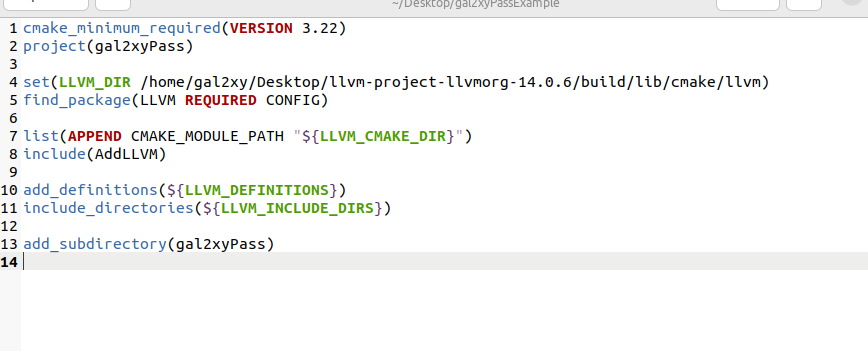 ~/Desktop/gal2xyPassExample
1 cmake_minimum_required(VERSION 3.22)
2 project(gal2xyPass)
3
4 set(LLVM_DIR /home/gal2xy/Desktop/llvm-project-llvmorg-14.0.6/build/lib/cmake/llvm)
5 find_package(LLVM REQUIRED CONFIG)
6
7 list(APPEND CMAKE_MODULE_PATH "${LLVM_CMAKE_DIR}")
8 include(AddLLVM)
9
10 add_definitions(${LLVM_DEFINITIONS})
11 include_directories(${LLVM_INCLUDE_DIRS})
12
13 add_subdirectory(gal2xyPass)
14